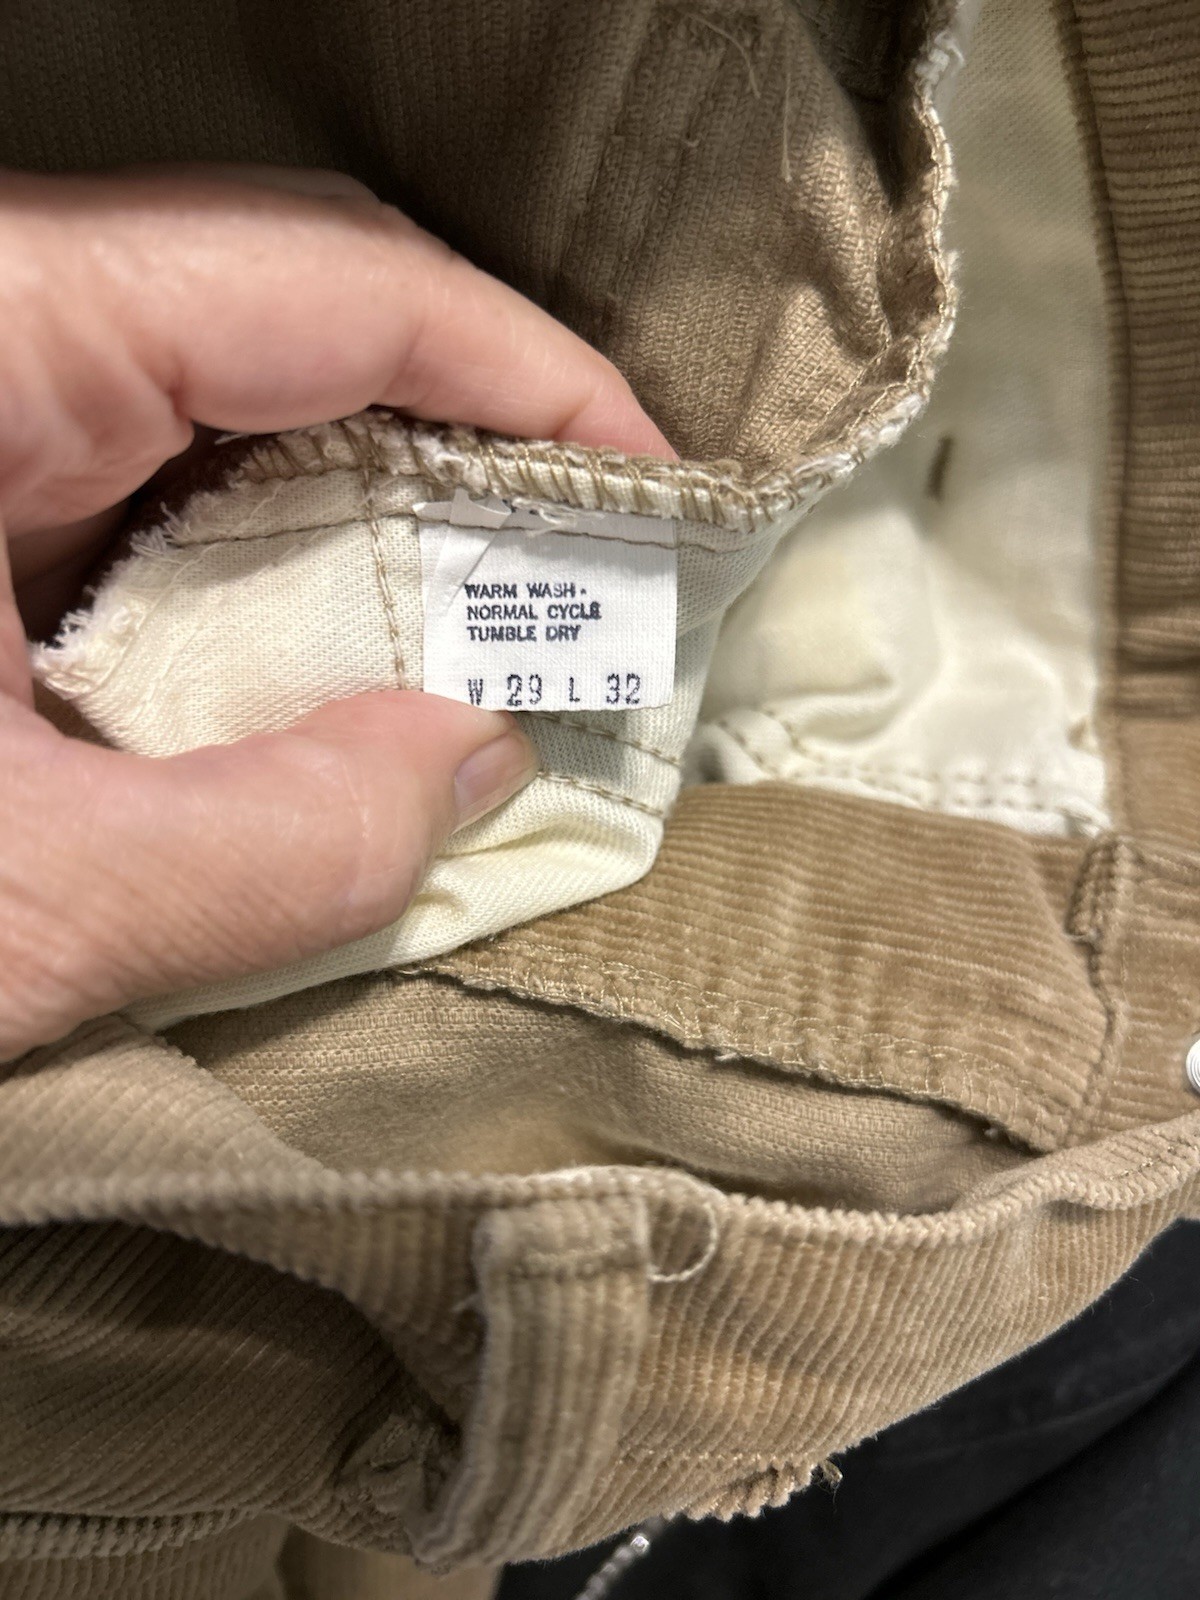 WARM WASH.
NORMAL CYCLE
TUMBLE DRY
W 29 L 32